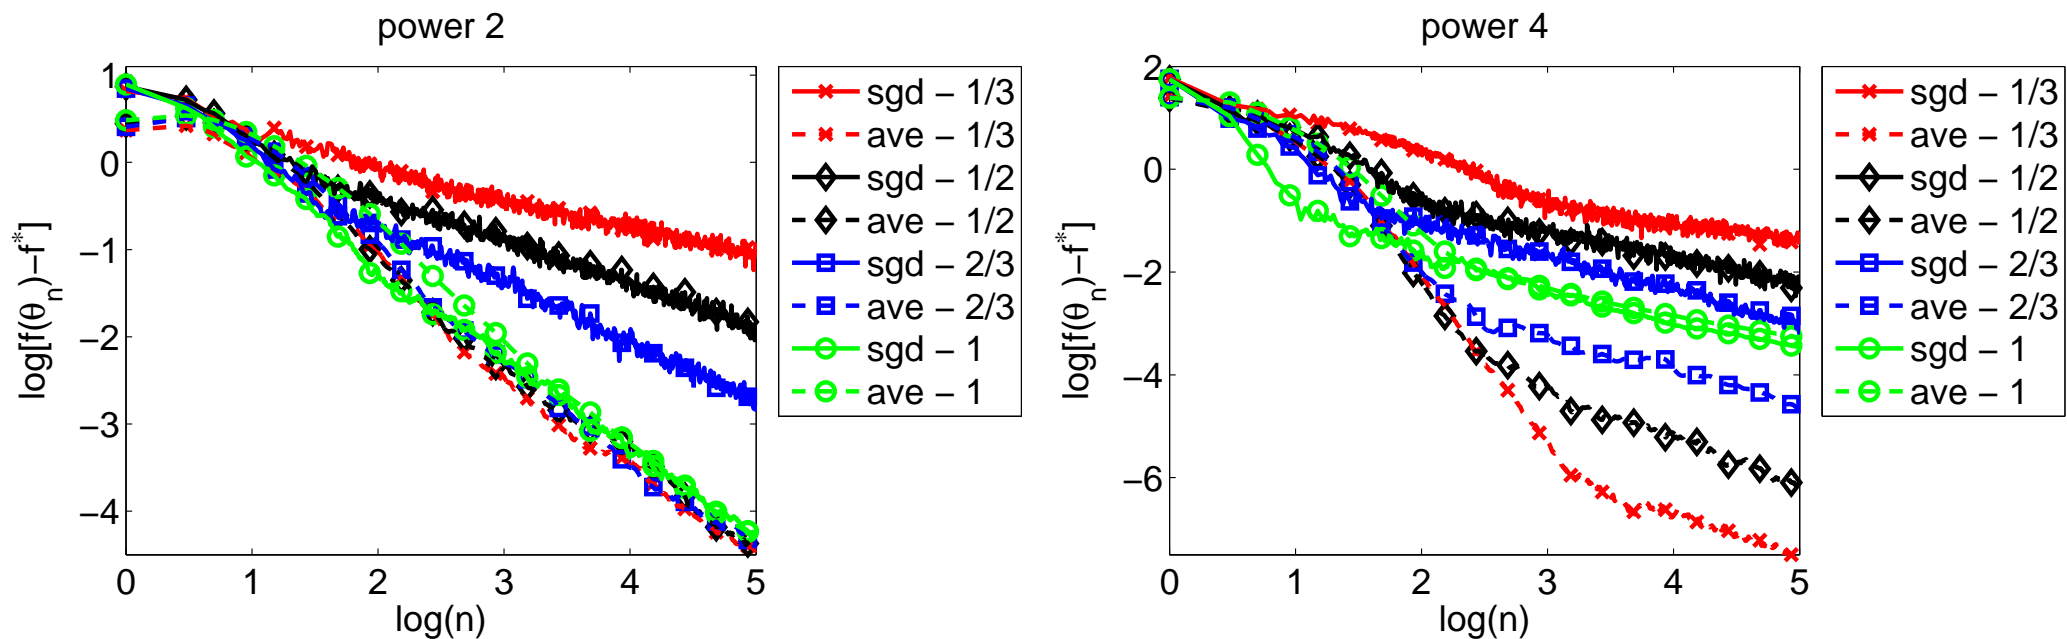 power 2
log[f(θn)−f*]
1
0
−1
−2
−3
−4
0 1 2 3 4 5
log(n)
sgd − 1/3
ave − 1/3
sgd − 1/2
ave − 1/2
sgd − 2/3
ave − 2/3
sgd − 1
ave − 1
power 4
log[f(θn)−f*]
2
0
−2
−4
−6
0 1 2 3 4 5
log(n)
sgd − 1/3
ave − 1/3
sgd − 1/2
ave − 1/2
sgd − 2/3
ave − 2/3
sgd − 1
ave − 1